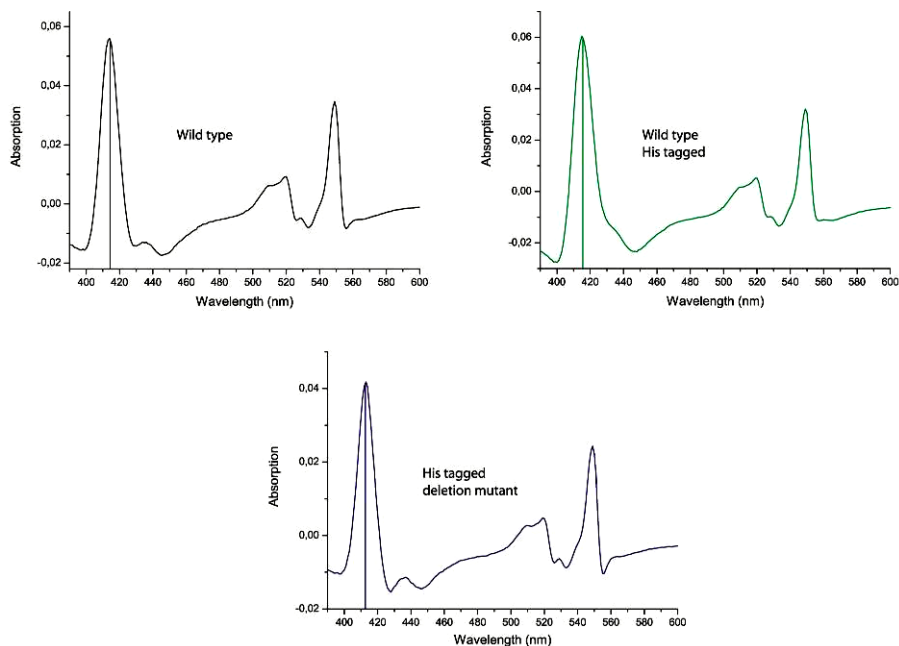 0,06
0,04
0,02
0,00
-0,02
Absorption
Wild type
400 420 440 460 480 500 520 540 560 580 600
Wavelength (nm)
0,06
0,04
0,02
0,00
-0,02
Absorption
Wild type
His tagged
400 420 440 460 480 500 520 540 560 580 600
Wavelength (nm)
0,04
0,02
0,00
-0,02
Absorption
His tagged
deletion mutant
400 420 440 460 480 500 520 540 560 580 600
Wavelength (nm)